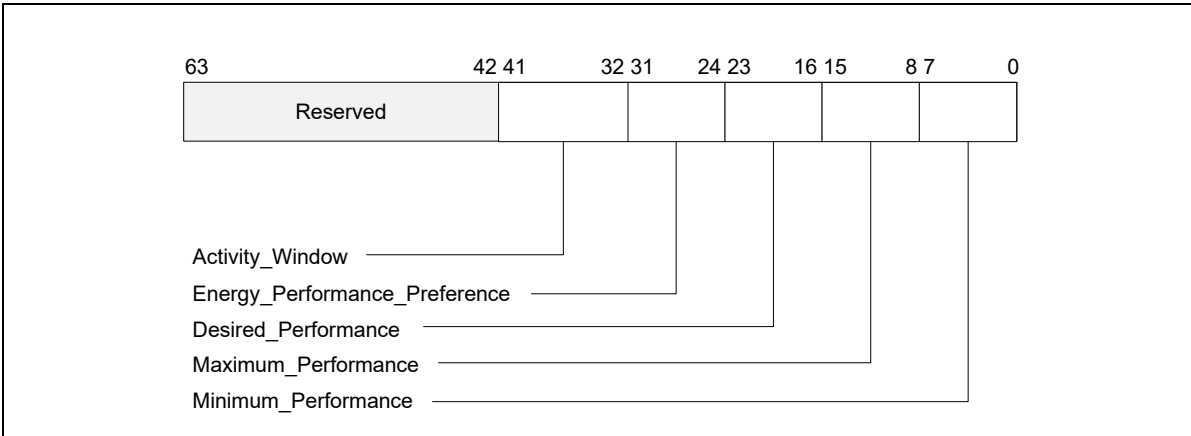 63 42 41 32 31 24 23 16 15 8 7 0
Reserved
Activity_Window
Energy_Performance_Preference
Desired_Performance
Maximum_Performance
Minimum_Performance